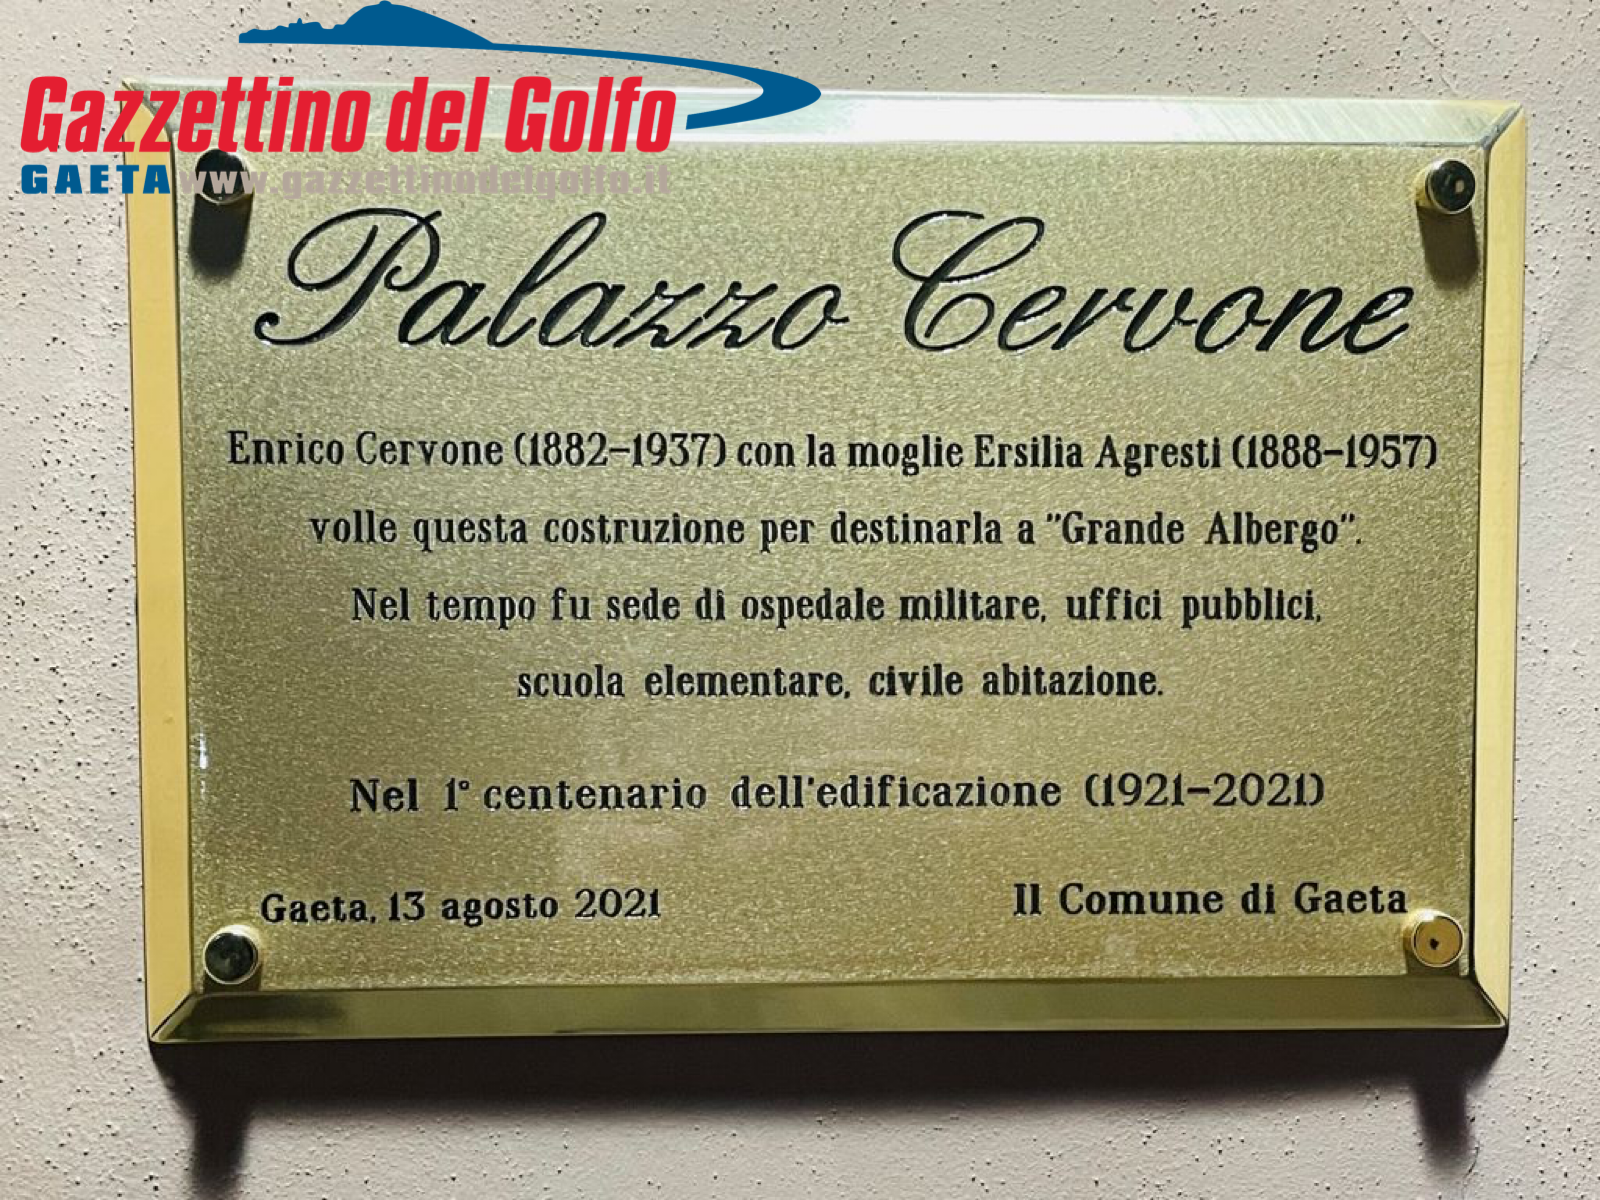 Gazzettino del Golfo
GAETA www.gazzettinodelgolfo.it
Palazzo Cervone
Enrico Cervone (1882-1937) con la moglie Ersilia Agresti (1888-1957)
volle questa costruzione per destinarla a "Grande Albergo".
Nel tempo fu sede di ospedale militare, uffici pubblici,
scuola elementare, civile abitazione.
Nel 1° centenario dell'edificazione (1921-2021)
Gaeta, 13 agosto 2021 Il Comune di Gaeta